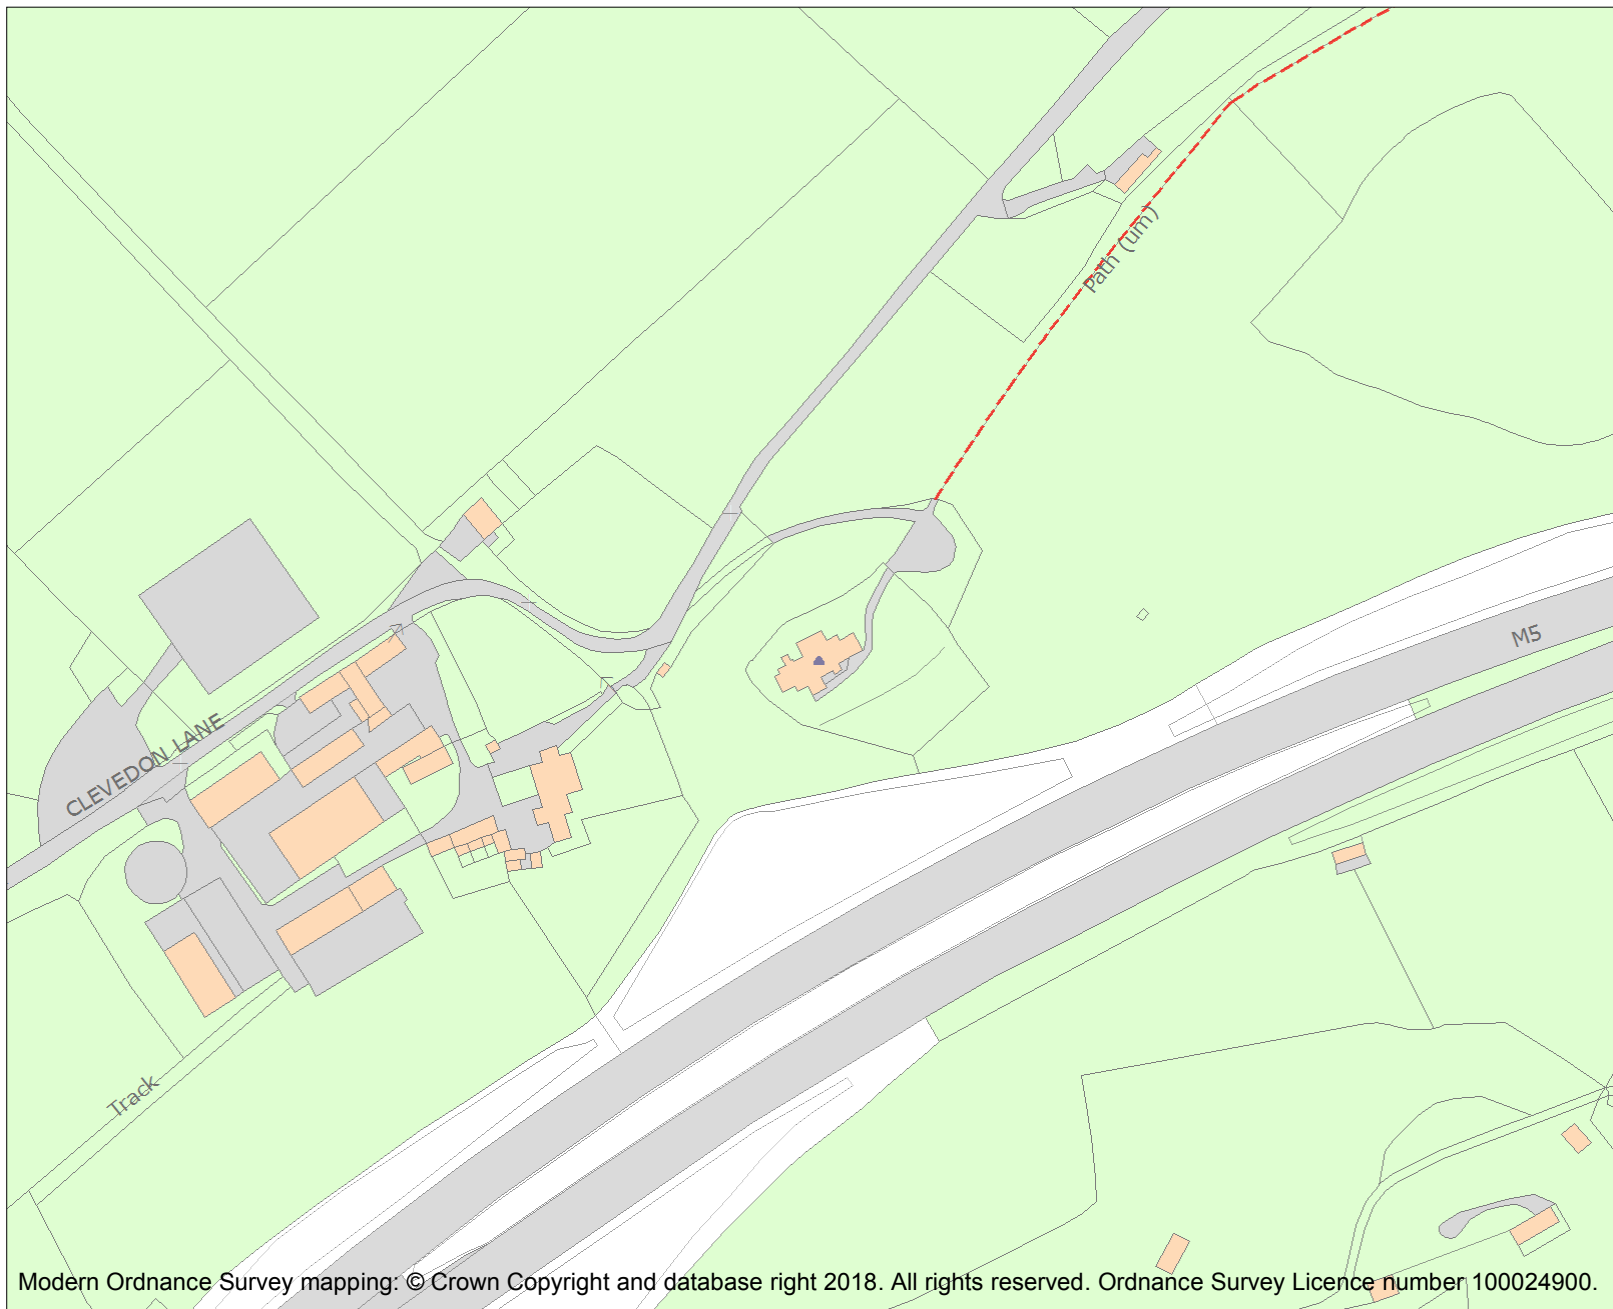 Path (um)
M5
CLEVEDON LANE
Track
Modern Ordnance Survey mapping: © Crown Copyright and database right 2018. All rights reserved. Ordnance Survey Licence number 100024900.